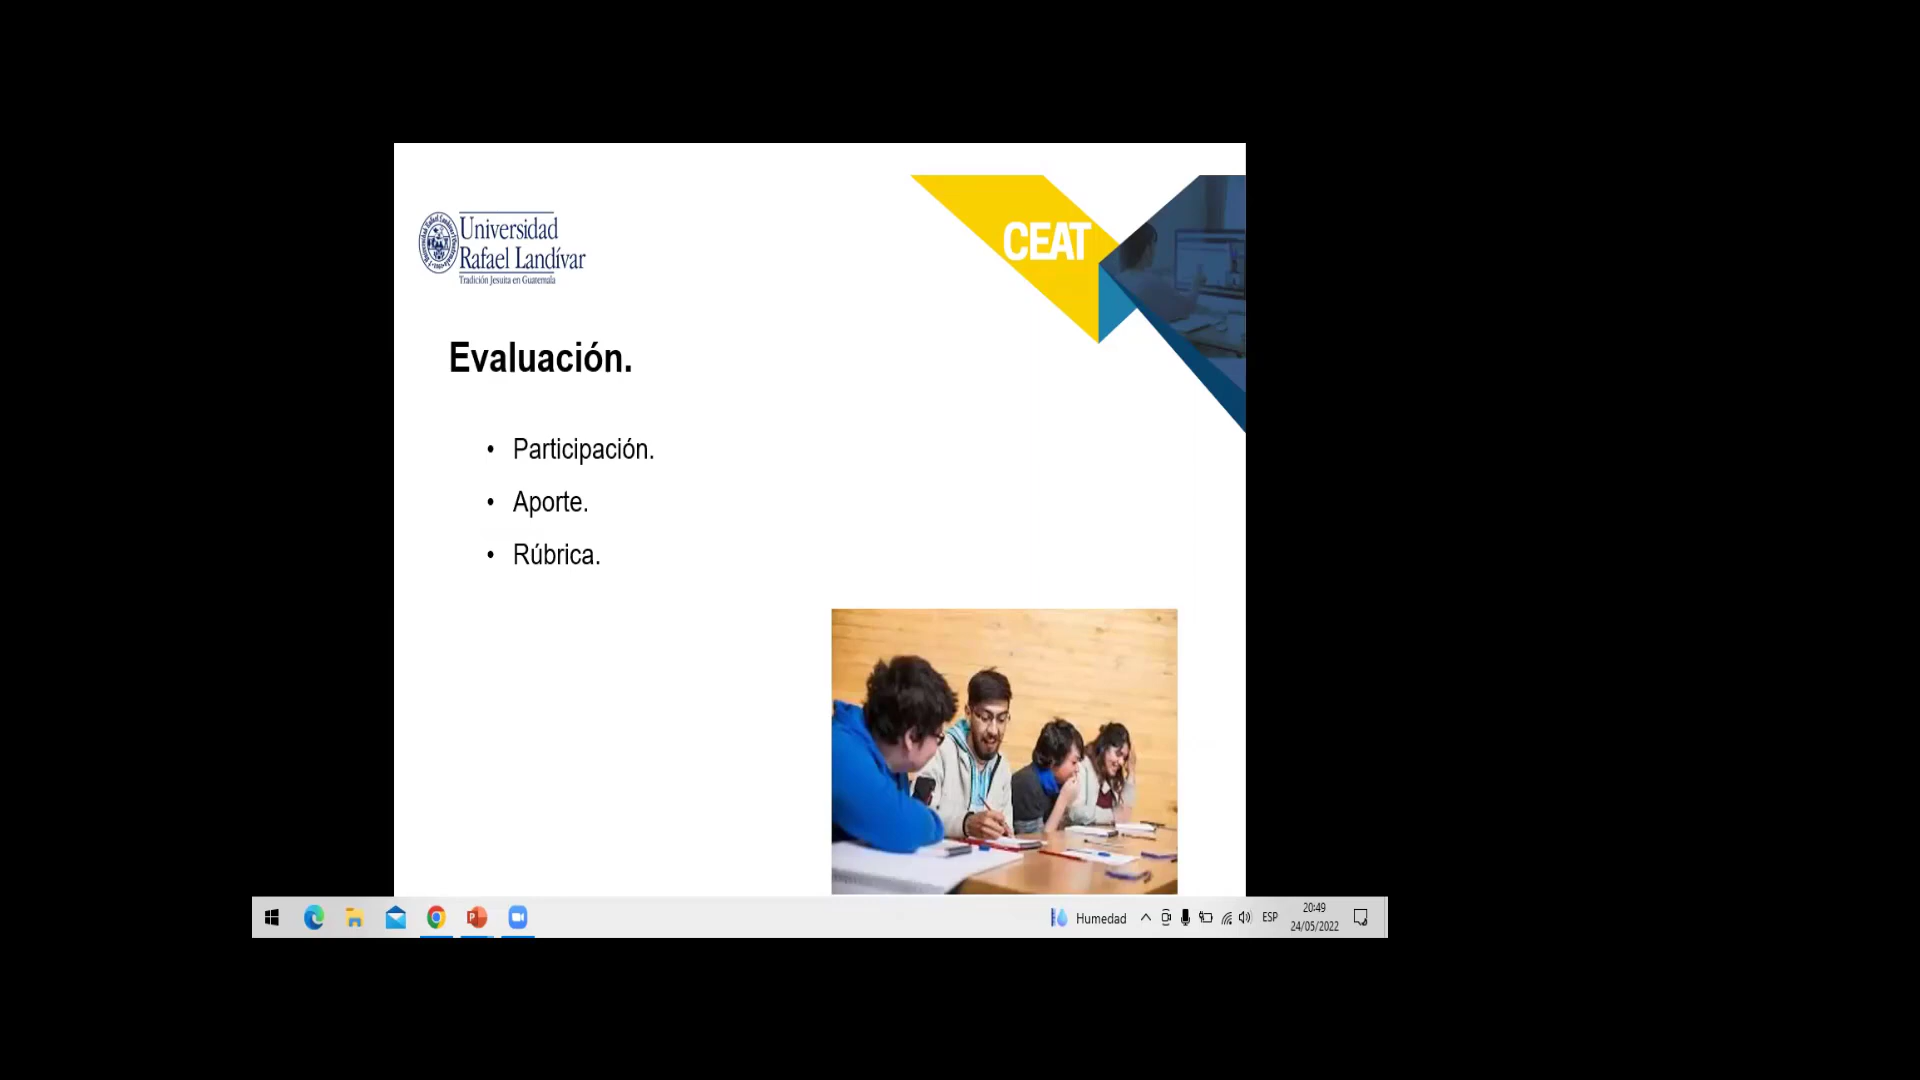 Universidad
Rafael Landívar
Tradición Jesuita en Guatemala
CEAT
Evaluación.
• Participación.
• Aporte.
• Rúbrica.
Humedad
ESP
20:49
24/05/2022